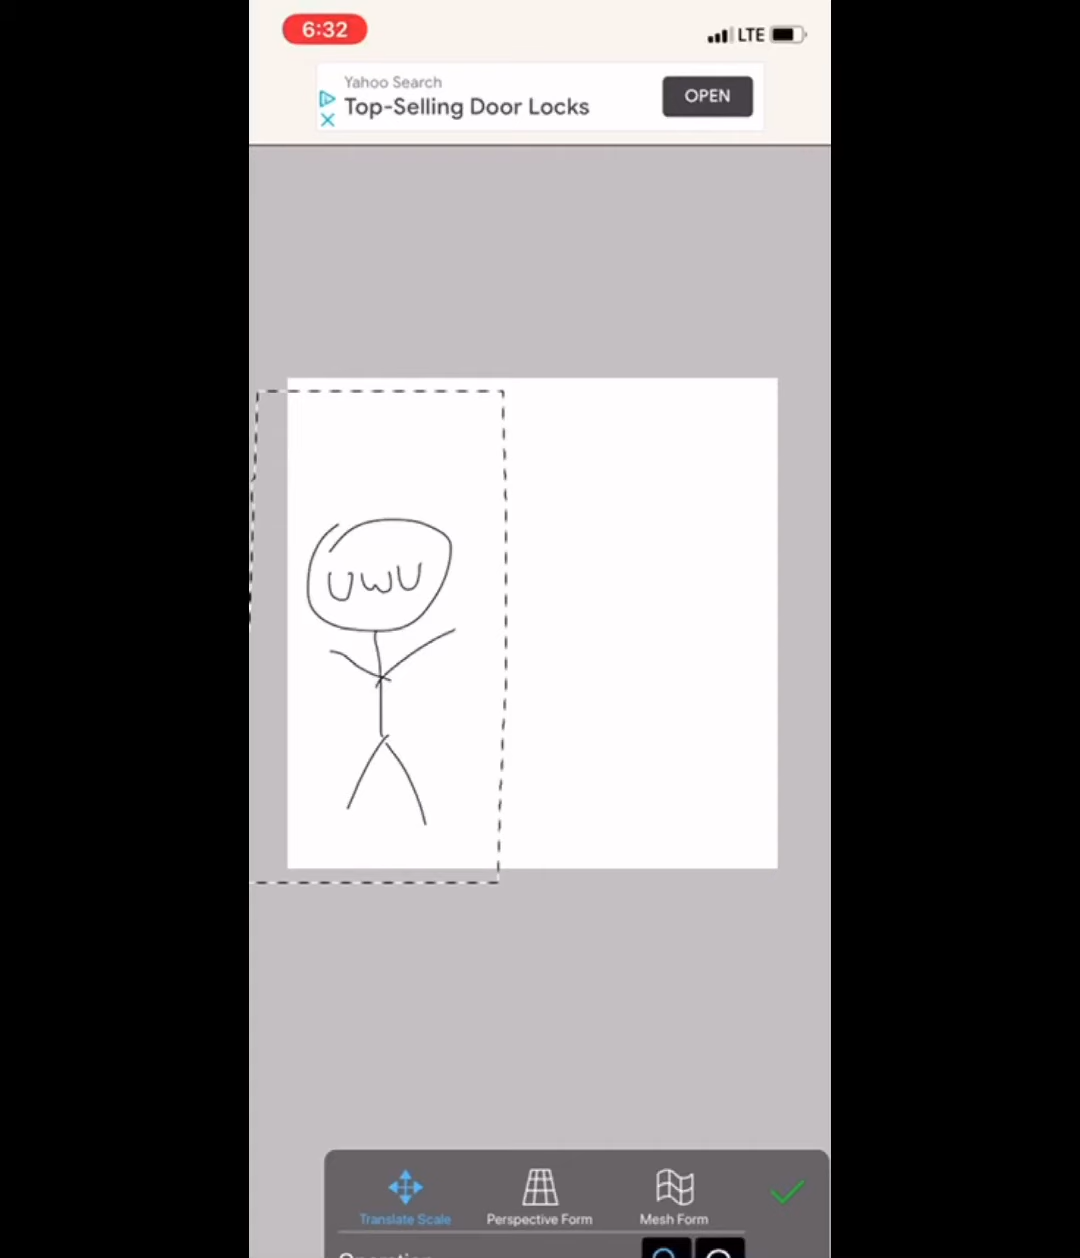 6:32
LTE
Yahoo Search
Top-Selling Door Locks
OPEN
UWU
Translate Scale
Perspective Form
Mesh Form